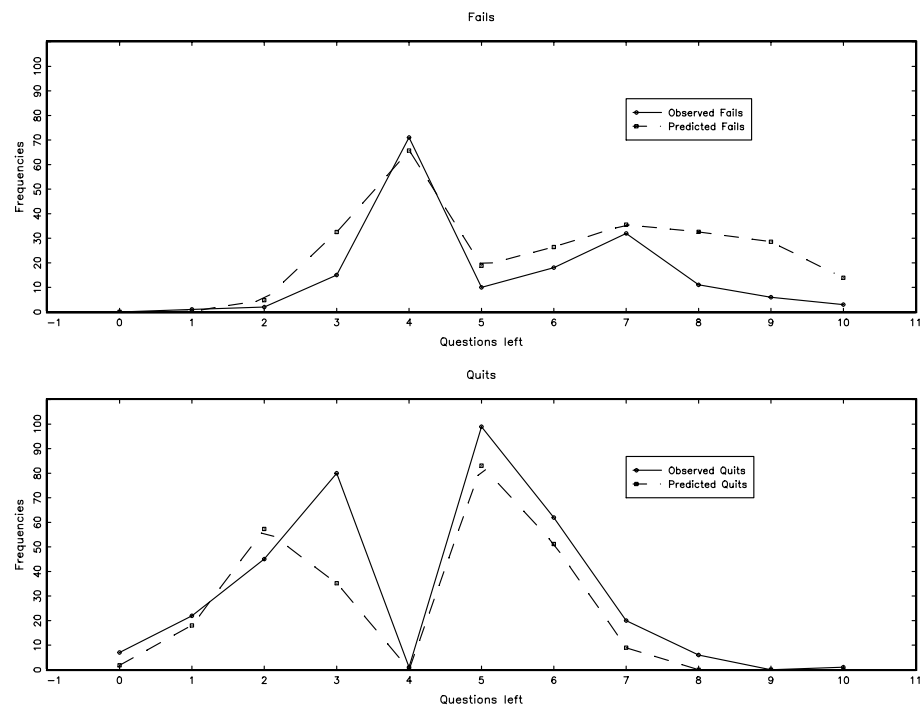 Fails
Frequencies
100
90
80
70
60
50
40
30
20
10
0
Observed Fails
Predicted Fails
−1 0 1 2 3 4 5 6 7 8 9 10 11
Questions left
Quits
Frequencies
100
90
80
70
60
50
40
30
20
10
0
Observed Quits
Predicted Quits
−1 0 1 2 3 4 5 6 7 8 9 10 11
Questions left